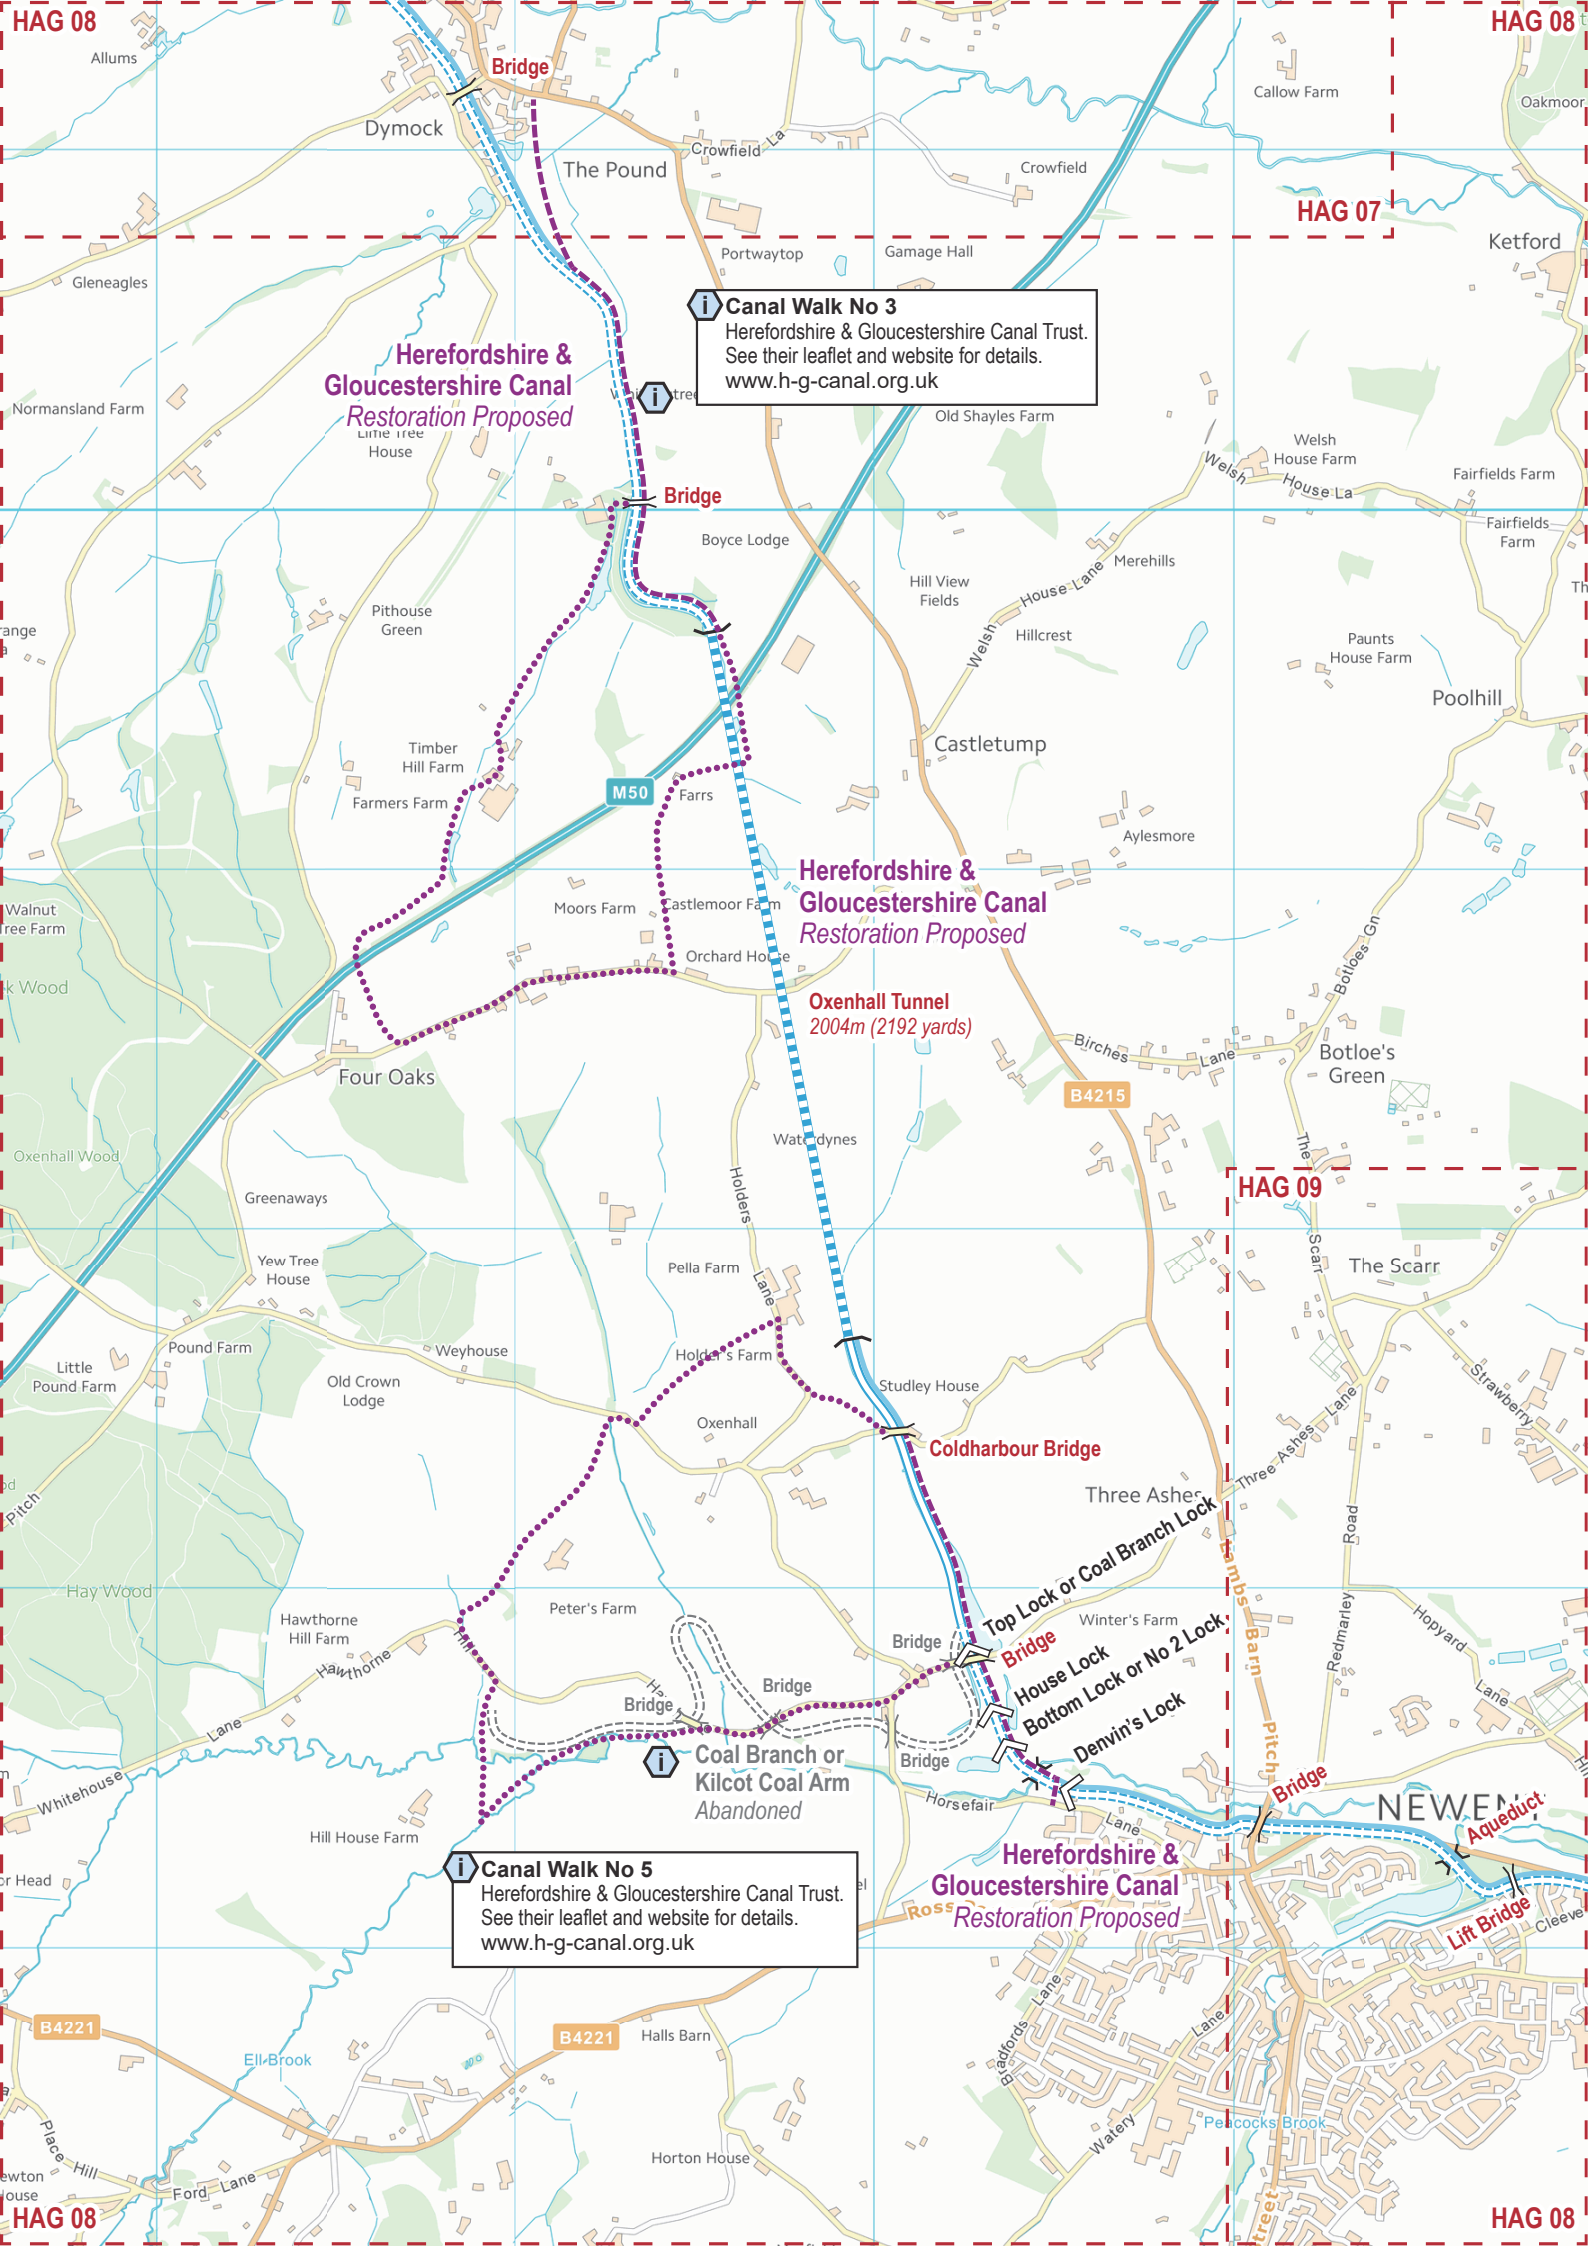 HAG 08
HAG 08
Allums
Bridge
Callow Farm
Oakmoor
Dymock
Crowfield La
The Pound
Crowfield
HAG 07
Ketford
Portwaytop
Gamage Hall
Gleneagles
Canal Walk No 3
Herefordshire & Gloucestershire Canal Trust.
See their leaflet and website for details.
www.h-g-canal.org.uk
Herefordshire &
Gloucestershire Canal
Restoration Proposed
Normansland Farm
Old Shayles Farm
Lime Tree
House
Welsh
House Farm
Welsh House La
Fairfields Farm
Bridge
Fairfields
Farm
Boyce Lodge
Merehills
Hill View
Fields
Welsh House Lane
Pithouse
Green
Hillcrest
Paunts
House Farm
Poolhill
Timber
Hill Farm
Castletump
M50
Farrs
Farmers Farm
Aylesmore
Herefordshire &
Gloucestershire Canal
Restoration Proposed
Walnut
Tree Farm
Moors Farm
Castlemoor Farm
Botloes Gn
Orchard House
k Wood
Oxenhall Tunnel
2004m (2192 yards)
Birches Lane
Botloe's
Green
Four Oaks
B4215
Waterdynes
The Scarr
Oxenhall Wood
HAG 09
Greenaways
Holders Lane
Yew Tree
House
Pella Farm
The Scarr
Pound Farm
Weyhouse
Holder's Farm
Little
Pound Farm
Old Crown
Lodge
Studley House
Strawberry
Oxenhall
Coldharbour Bridge
Three Ashes Lane
Pitch
Three Ashes
Top Lock or Coal Branch Lock
Road
Lambs Barn Pitch
Hay Wood
Peter's Farm
Hawthorne
Hill Farm
Winter's Farm
Hopyard
Lane
Redmarley
Bridge
Bridge
House Lock
Bottom Lock or No 2 Lock
Hawthorne
Lane
Bridge
Bridge
Denvin's Lock
Bridge
Coal Branch or
Kilcot Coal Arm
Abandoned
Whitehouse
Horsefair Lane
Bridge
NEWENT
Aqueduct
Hill House Farm
Herefordshire &
Gloucestershire Canal
Restoration Proposed
Canal Walk No 5
Herefordshire & Gloucestershire Canal Trust.
See their leaflet and website for details.
www.h-g-canal.org.uk
or Head
Ross
Lift Bridge
Cleeve
Bradfords Lane
B4221
B4221
Halls Barn
Ell Brook
Watery Lane
Peacocks Brook
Place Hill
Horton House
Ford Lane
HAG 08
HAG 08